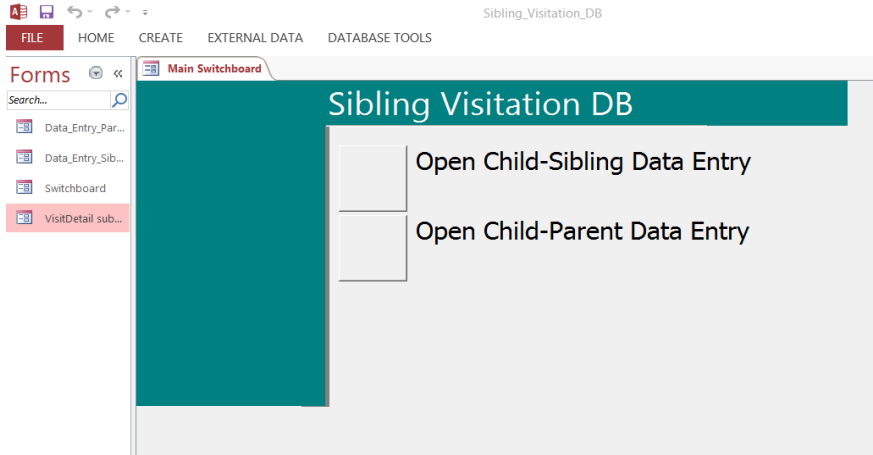 Sibling_Visitation_DB
FILE HOME CREATE EXTERNAL DATA DATABASE TOOLS
Forms
Main Switchboard
Search...
Sibling Visitation DB
Data_Entry_Par...
Data_Entry_Sib...
Switchboard
VisitDetail sub...
Open Child-Sibling Data Entry
Open Child-Parent Data Entry